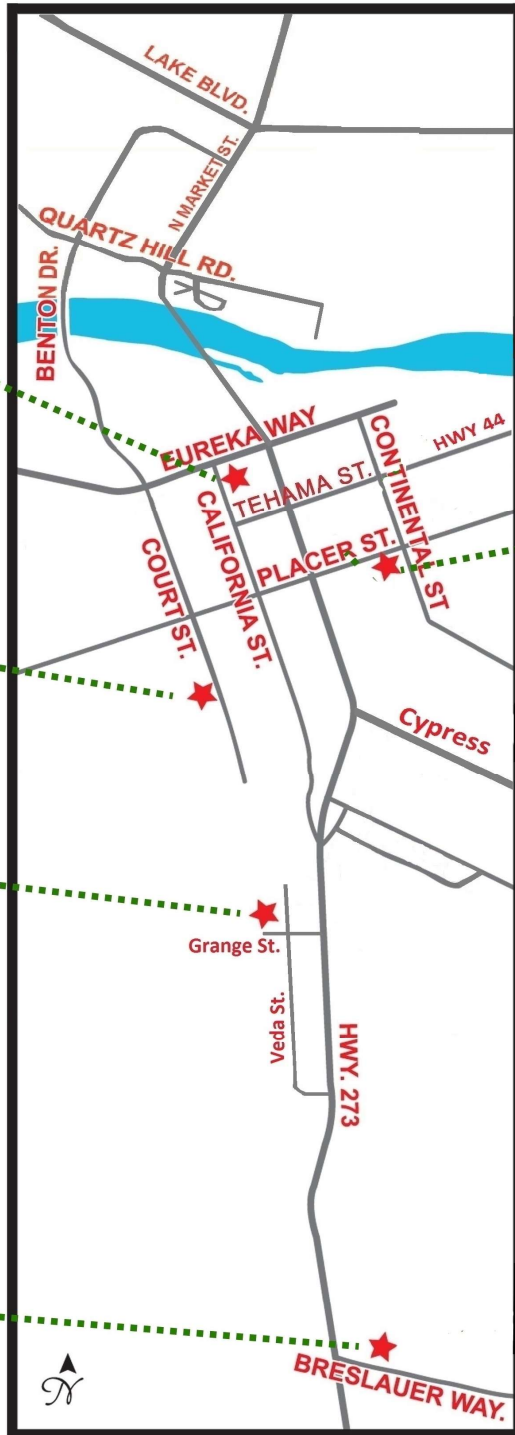 LAKE BLVD.
N MARKET ST.
QUARTZ HILL RD.
BENTON DR.
EUREKA WAY
CONTINENTAL ST
HWY 44
TEHAMA ST.
CALIFORNIA ST.
PLACER ST.
COURT ST.
Cypress
Grange St.
Veda St.
HWY. 273
BRESLAUER WAY.
N